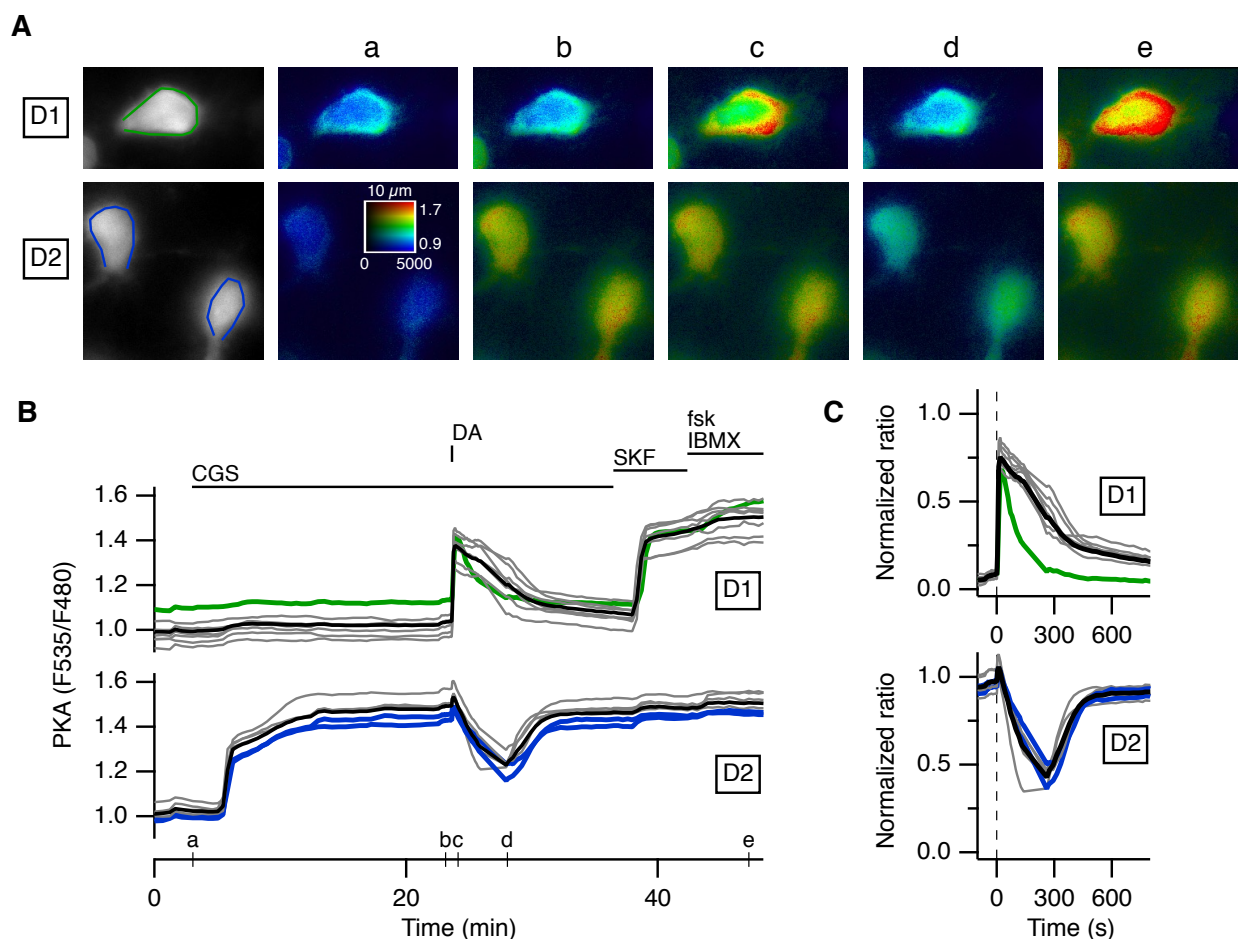 A
a b c d e
D1
D2
10 µm
1.7
0.9
0 5000
B
DA
CGS
SKF
fsk
IBMX
PKA (F535/F480)
1.6
1.4
1.2
1.0
D1
1.6
1.4
1.2
1.0
D2
a b c d e
0 20 40
Time (min)
C
Normalized ratio
1.0
0.5
0.0
D1
0 300 600
Normalized ratio
1.0
0.5
0.0
D2
0 300 600
Time (s)